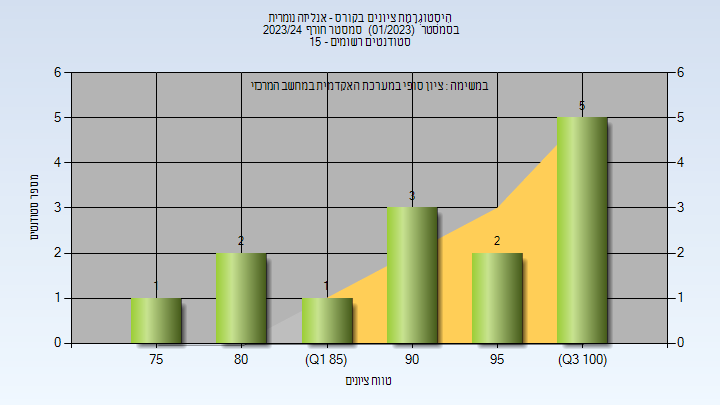 היסטוגרמת ציונים בקורס - אנליזה נומרית
בסמסטר (01/2023) סמסטר חורף 2023/24
סטודנטים רשומים - 15
במשימה : ציון סופי במערכת האקדמית במחשב המרכזי
6 6
5 5 5
4 4
3 3 3
2 2 2 2
1 1 1 1
0 0
מספר סטודנטים
75 80 (Q1 85) 90 95 (Q3 100)
טווח ציונים